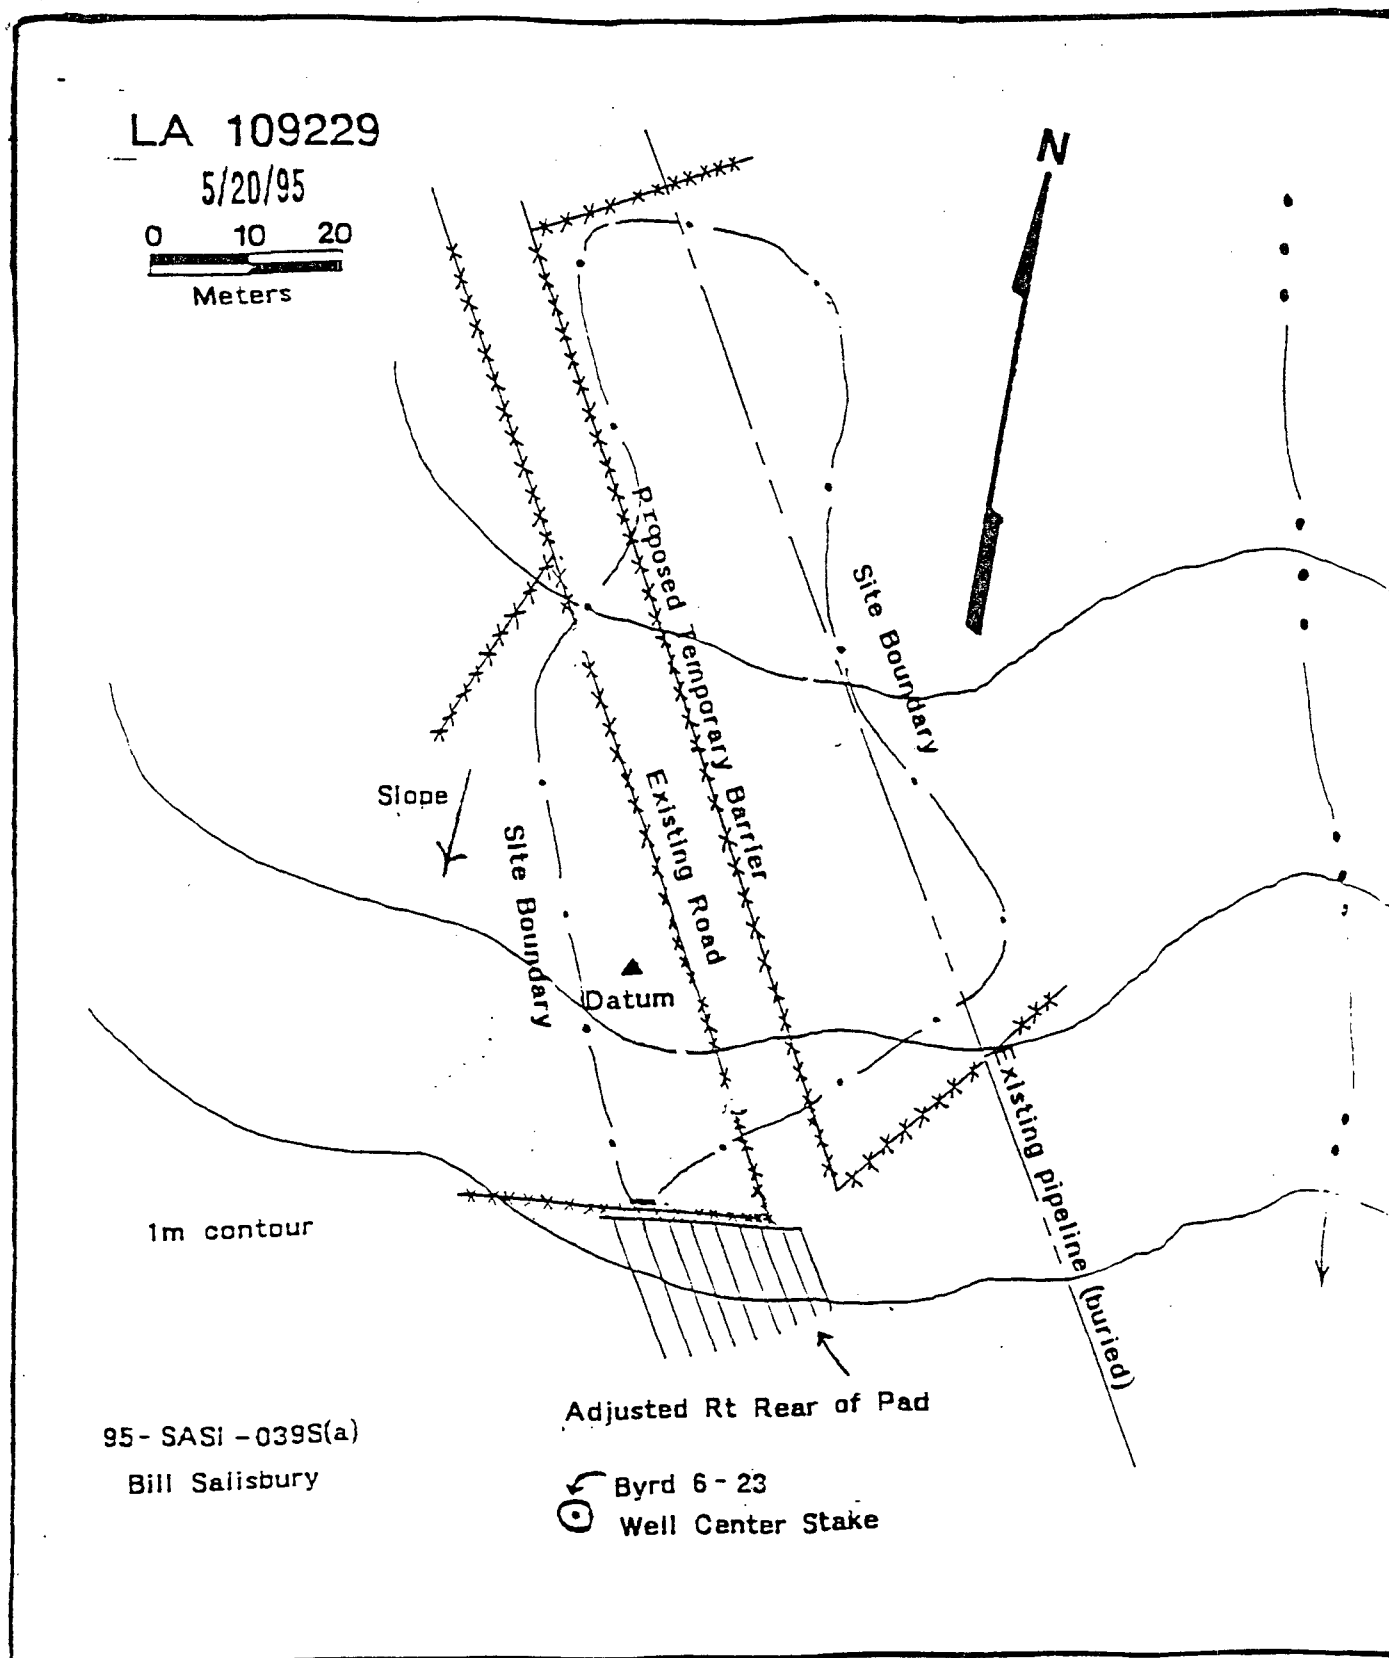 LA 109229
5/20/95
0 10 20
Meters
N
Proposed Temporary Barrier
Site Boundary
Existing Road
Slope
Site Boundary
Datum
Existing pipeline (buried)
1m contour
Adjusted Rt Rear of Pad
95-SASI-039S(a)
Bill Salisbury
Byrd 6-23
Well Center Stake